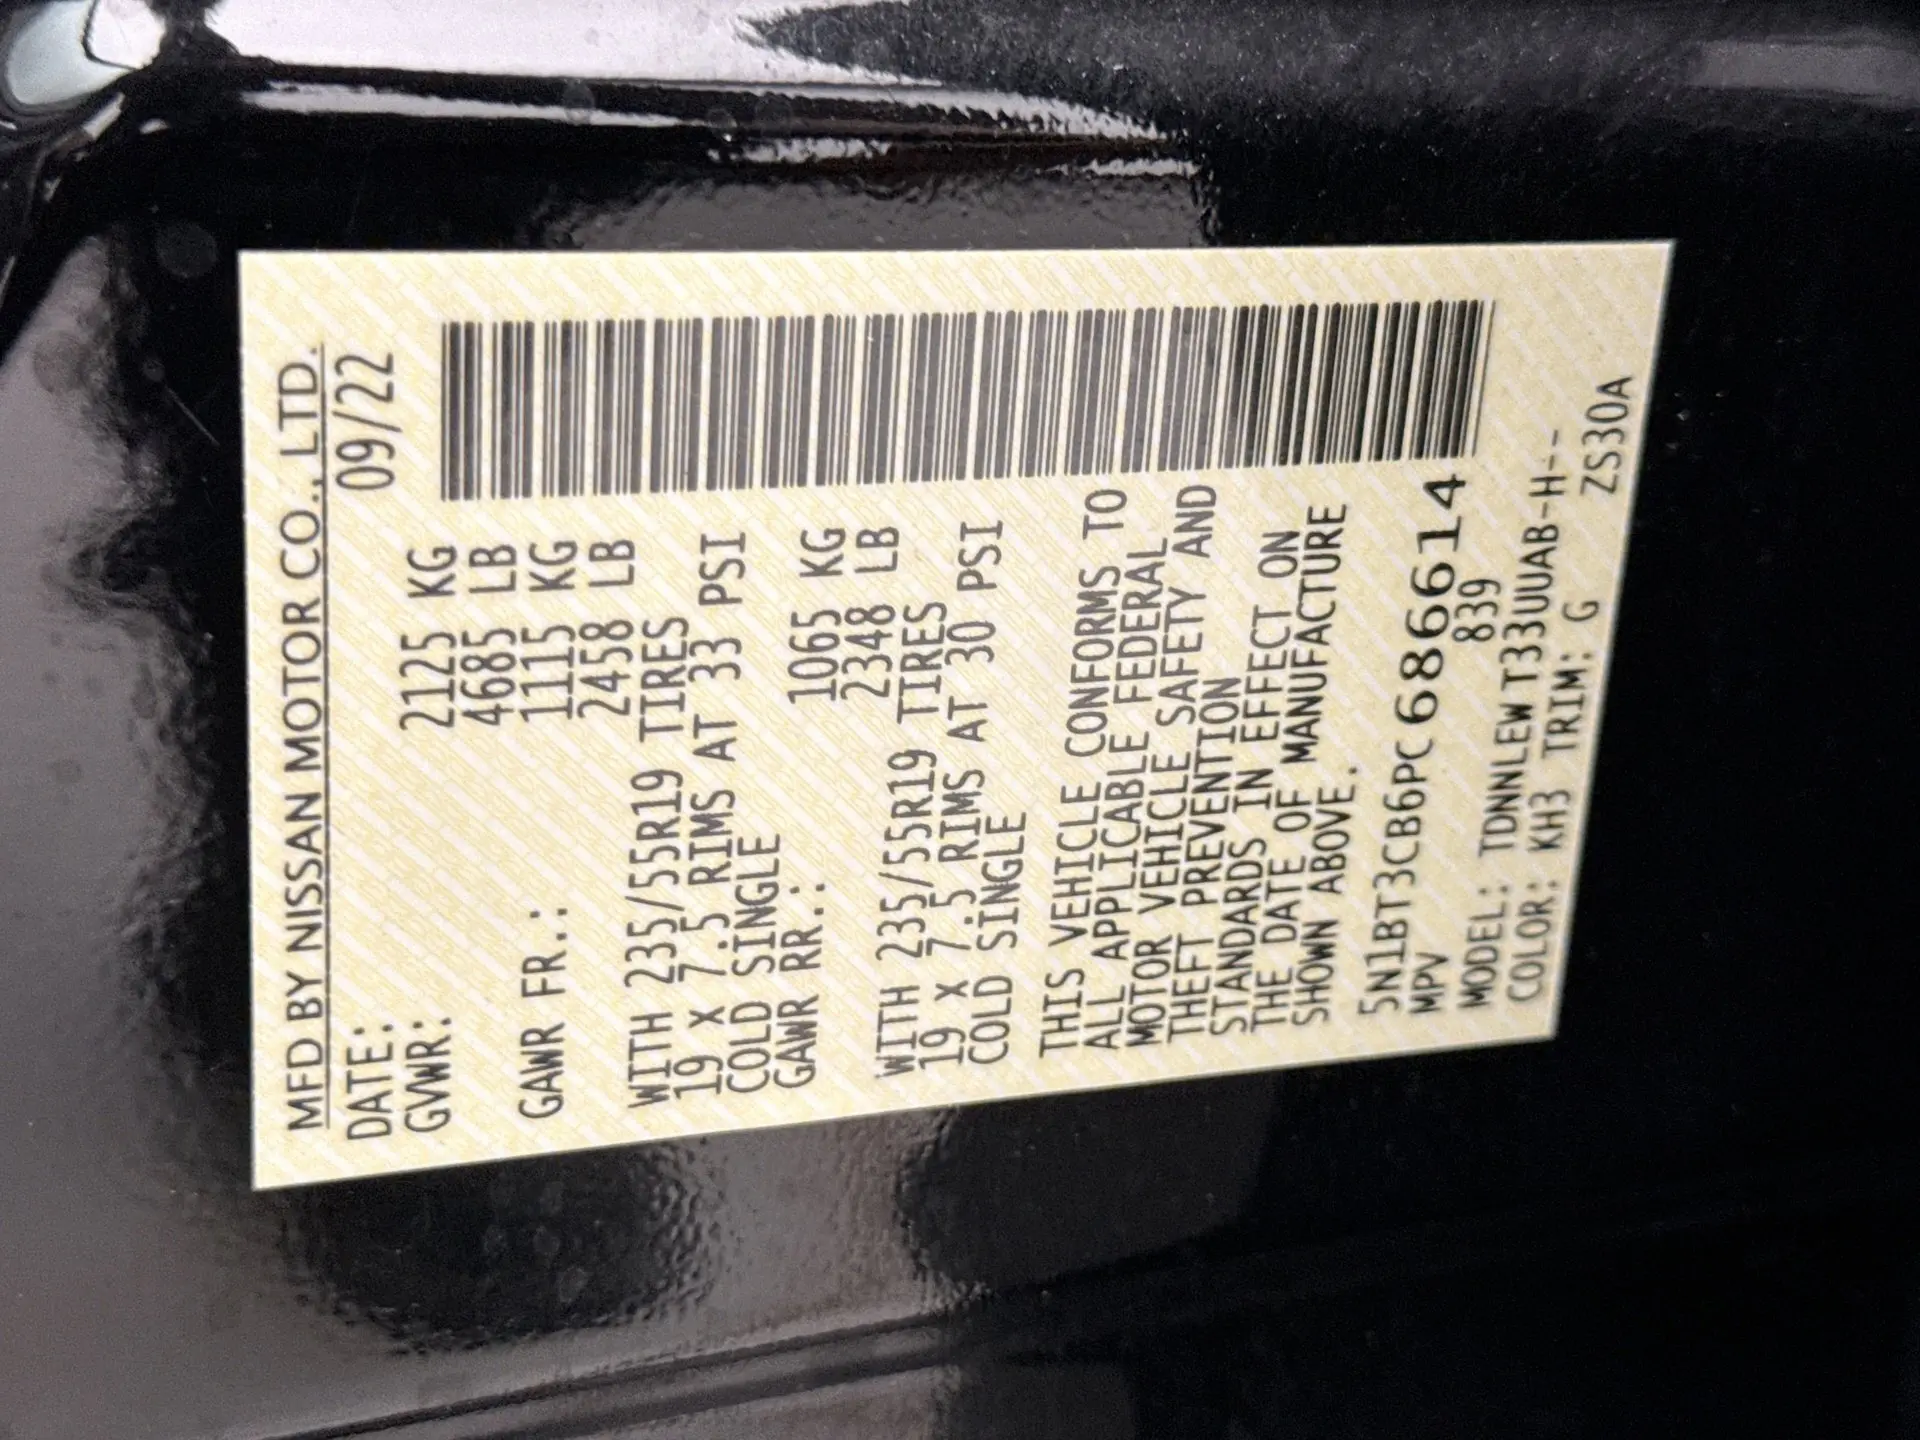 MFD BY NISSAN MOTOR CO., LTD.
DATE: 09/22
GVWR: 2125 KG
4685 LB
GAWR FR.: 1115 KG
2458 LB
WITH 235/55R19 TIRES
19 X 7.5 RIMS AT 33 PSI
COLD SINGLE
GAWR RR.: 1065 KG
2348 LB
WITH 235/55R19 TIRES
19 X 7.5 RIMS AT 30 PSI
COLD SINGLE
THIS VEHICLE CONFORMS TO
ALL APPLICABLE FEDERAL
MOTOR VEHICLE SAFETY AND
THEFT PREVENTION
STANDARDS IN EFFECT ON
THE DATE OF MANUFACTURE
SHOWN ABOVE.
5N1BT3CB6PC686614
MPV 839
MODEL: TDNNLEWT33UUAB-H--
COLOR: KH3 TRIM: G
ZS30A